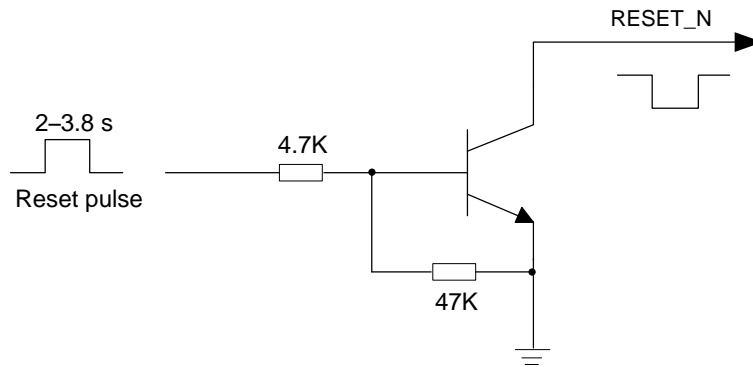 RESET_N
2–3.8 s
4.7K
Reset pulse
47K